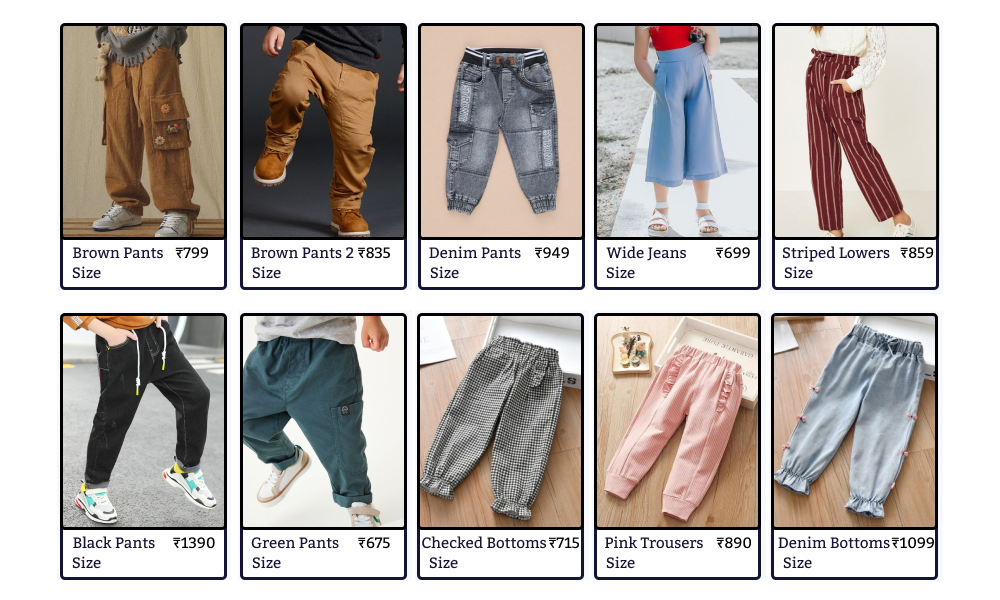 Brown Pants ₹799
Size
Brown Pants 2 ₹835
Size
Denim Pants ₹949
Size
Wide Jeans ₹699
Size
Striped Lowers ₹859
Size
Black Pants ₹1390
Size
Green Pants ₹675
Size
Checked Bottoms ₹715
Size
Pink Trousers ₹890
Size
Denim Bottoms ₹1099
Size